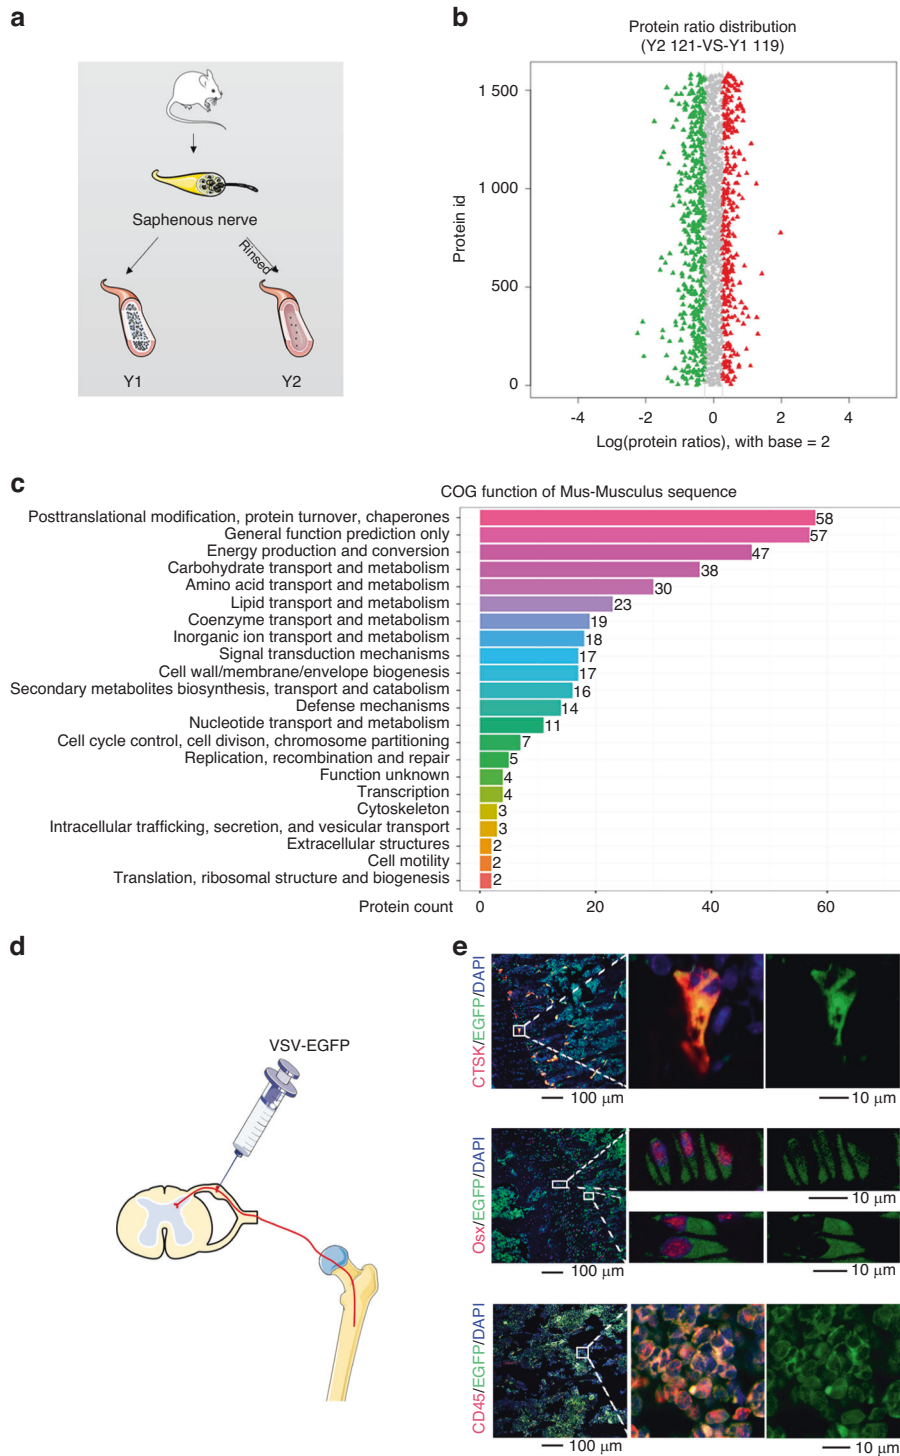 a
Saphenous nerve
Rinsed
Y1
Y2
b
Protein ratio distribution
(Y2 121-VS-Y1 119)
Protein id
1 500
1 000
500
0
-4
-2
0
2
4
Log(protein ratios), with base = 2
c
COG function of Mus-Musculus sequence
Posttranslational modification, protein turnover, chaperones 58
General function prediction only 57
Energy production and conversion 47
Carbohydrate transport and metabolism 38
Amino acid transport and metabolism 30
Lipid transport and metabolism 23
Coenzyme transport and metabolism 19
Inorganic ion transport and metabolism 18
Signal transduction mechanisms 17
Cell wall/membrane/envelope biogenesis 17
Secondary metabolites biosynthesis, transport and catabolism 16
Defense mechanisms 14
Nucleotide transport and metabolism 11
Cell cycle control, cell divison, chromosome partitioning 7
Replication, recombination and repair 5
Function unknown 4
Transcription 4
Cytoskeleton 3
Intracellular trafficking, secretion, and vesicular transport 3
Extracellular structures 2
Cell motility 2
Translation, ribosomal structure and biogenesis 2
Protein count 0 20 40 60
d
VSV-EGFP
e
CTSK/EGFP/DAPI
100 μm
10 μm
Osx/EGFP/DAPI
10 μm
100 μm
10 μm
CD45/EGFP/DAPI
100 μm
10 μm